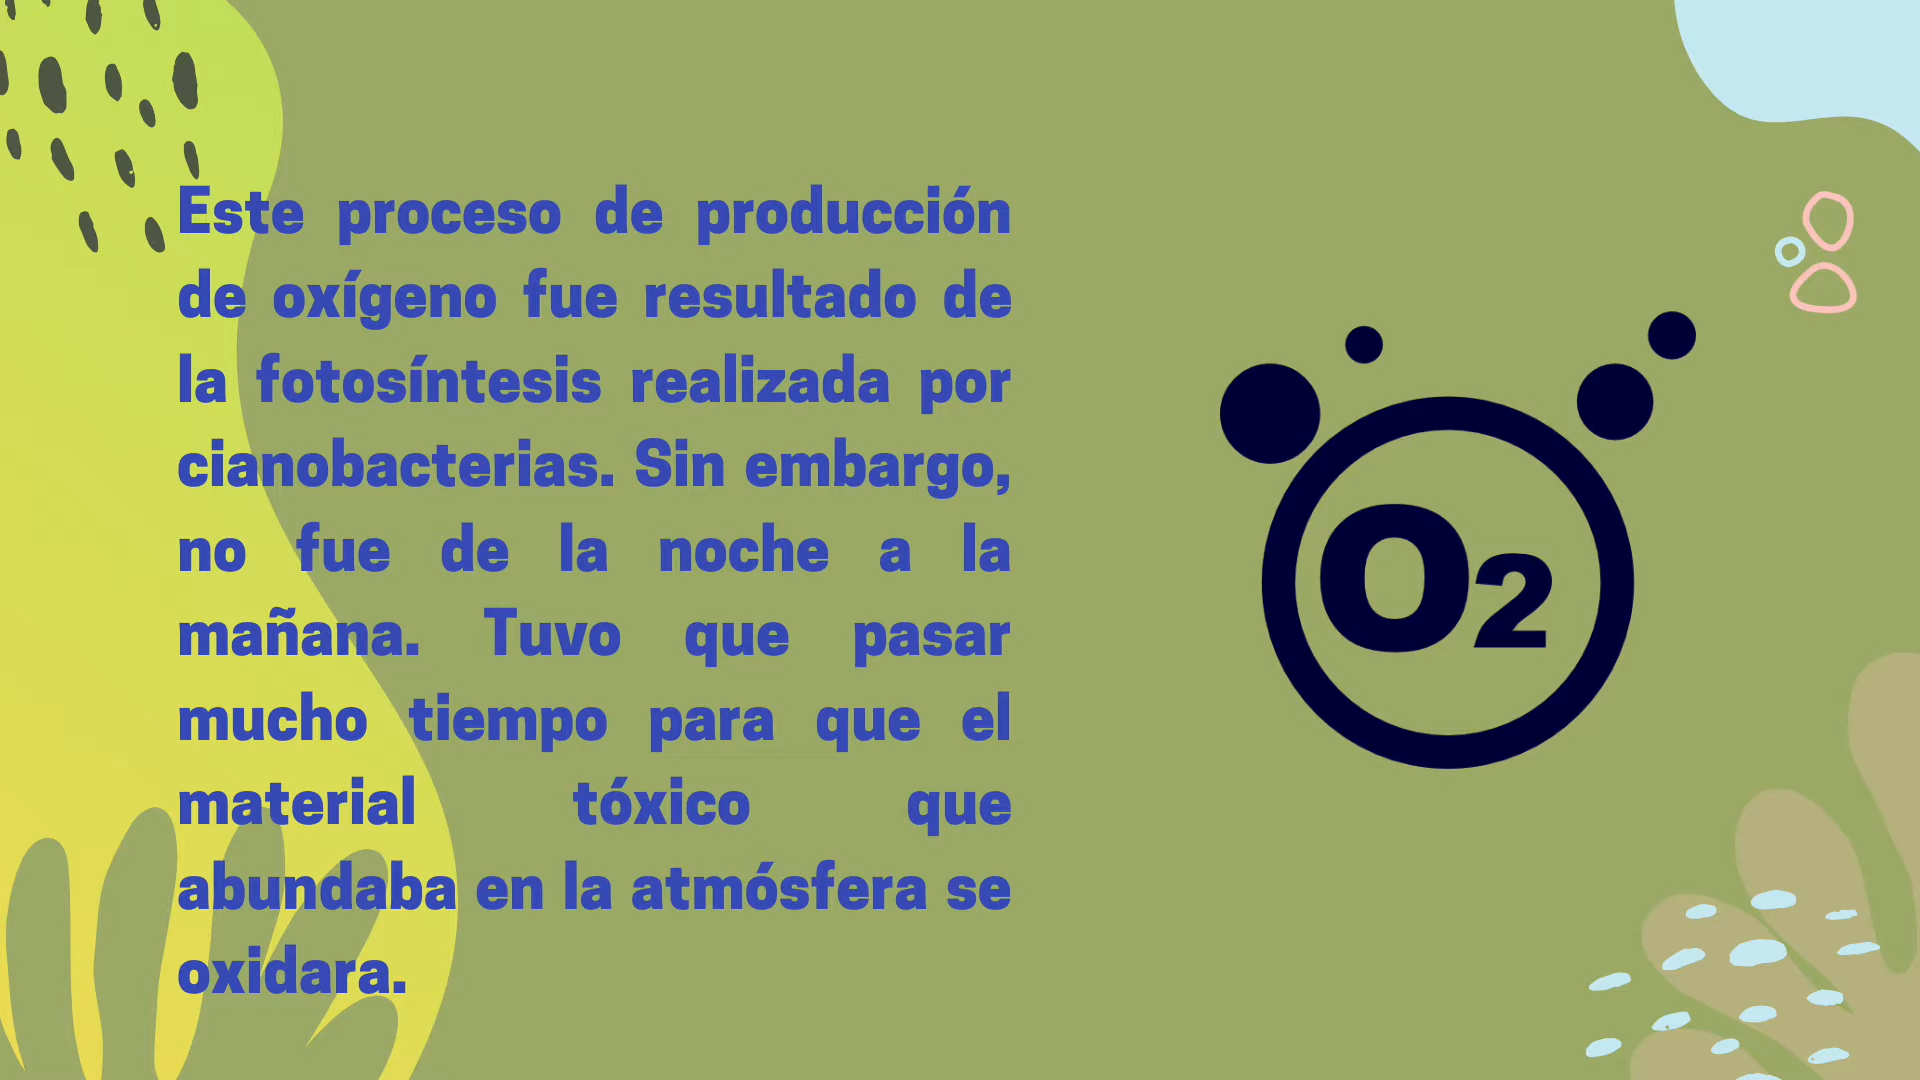 Este proceso de producción
de oxígeno fue resultado de
la fotosíntesis realizada por
cianobacterias. Sin embargo,
no fue de la noche a la
mañana. Tuvo que pasar
mucho tiempo para que el
material tóxico que
abundaba en la atmósfera se
oxidara.
O2